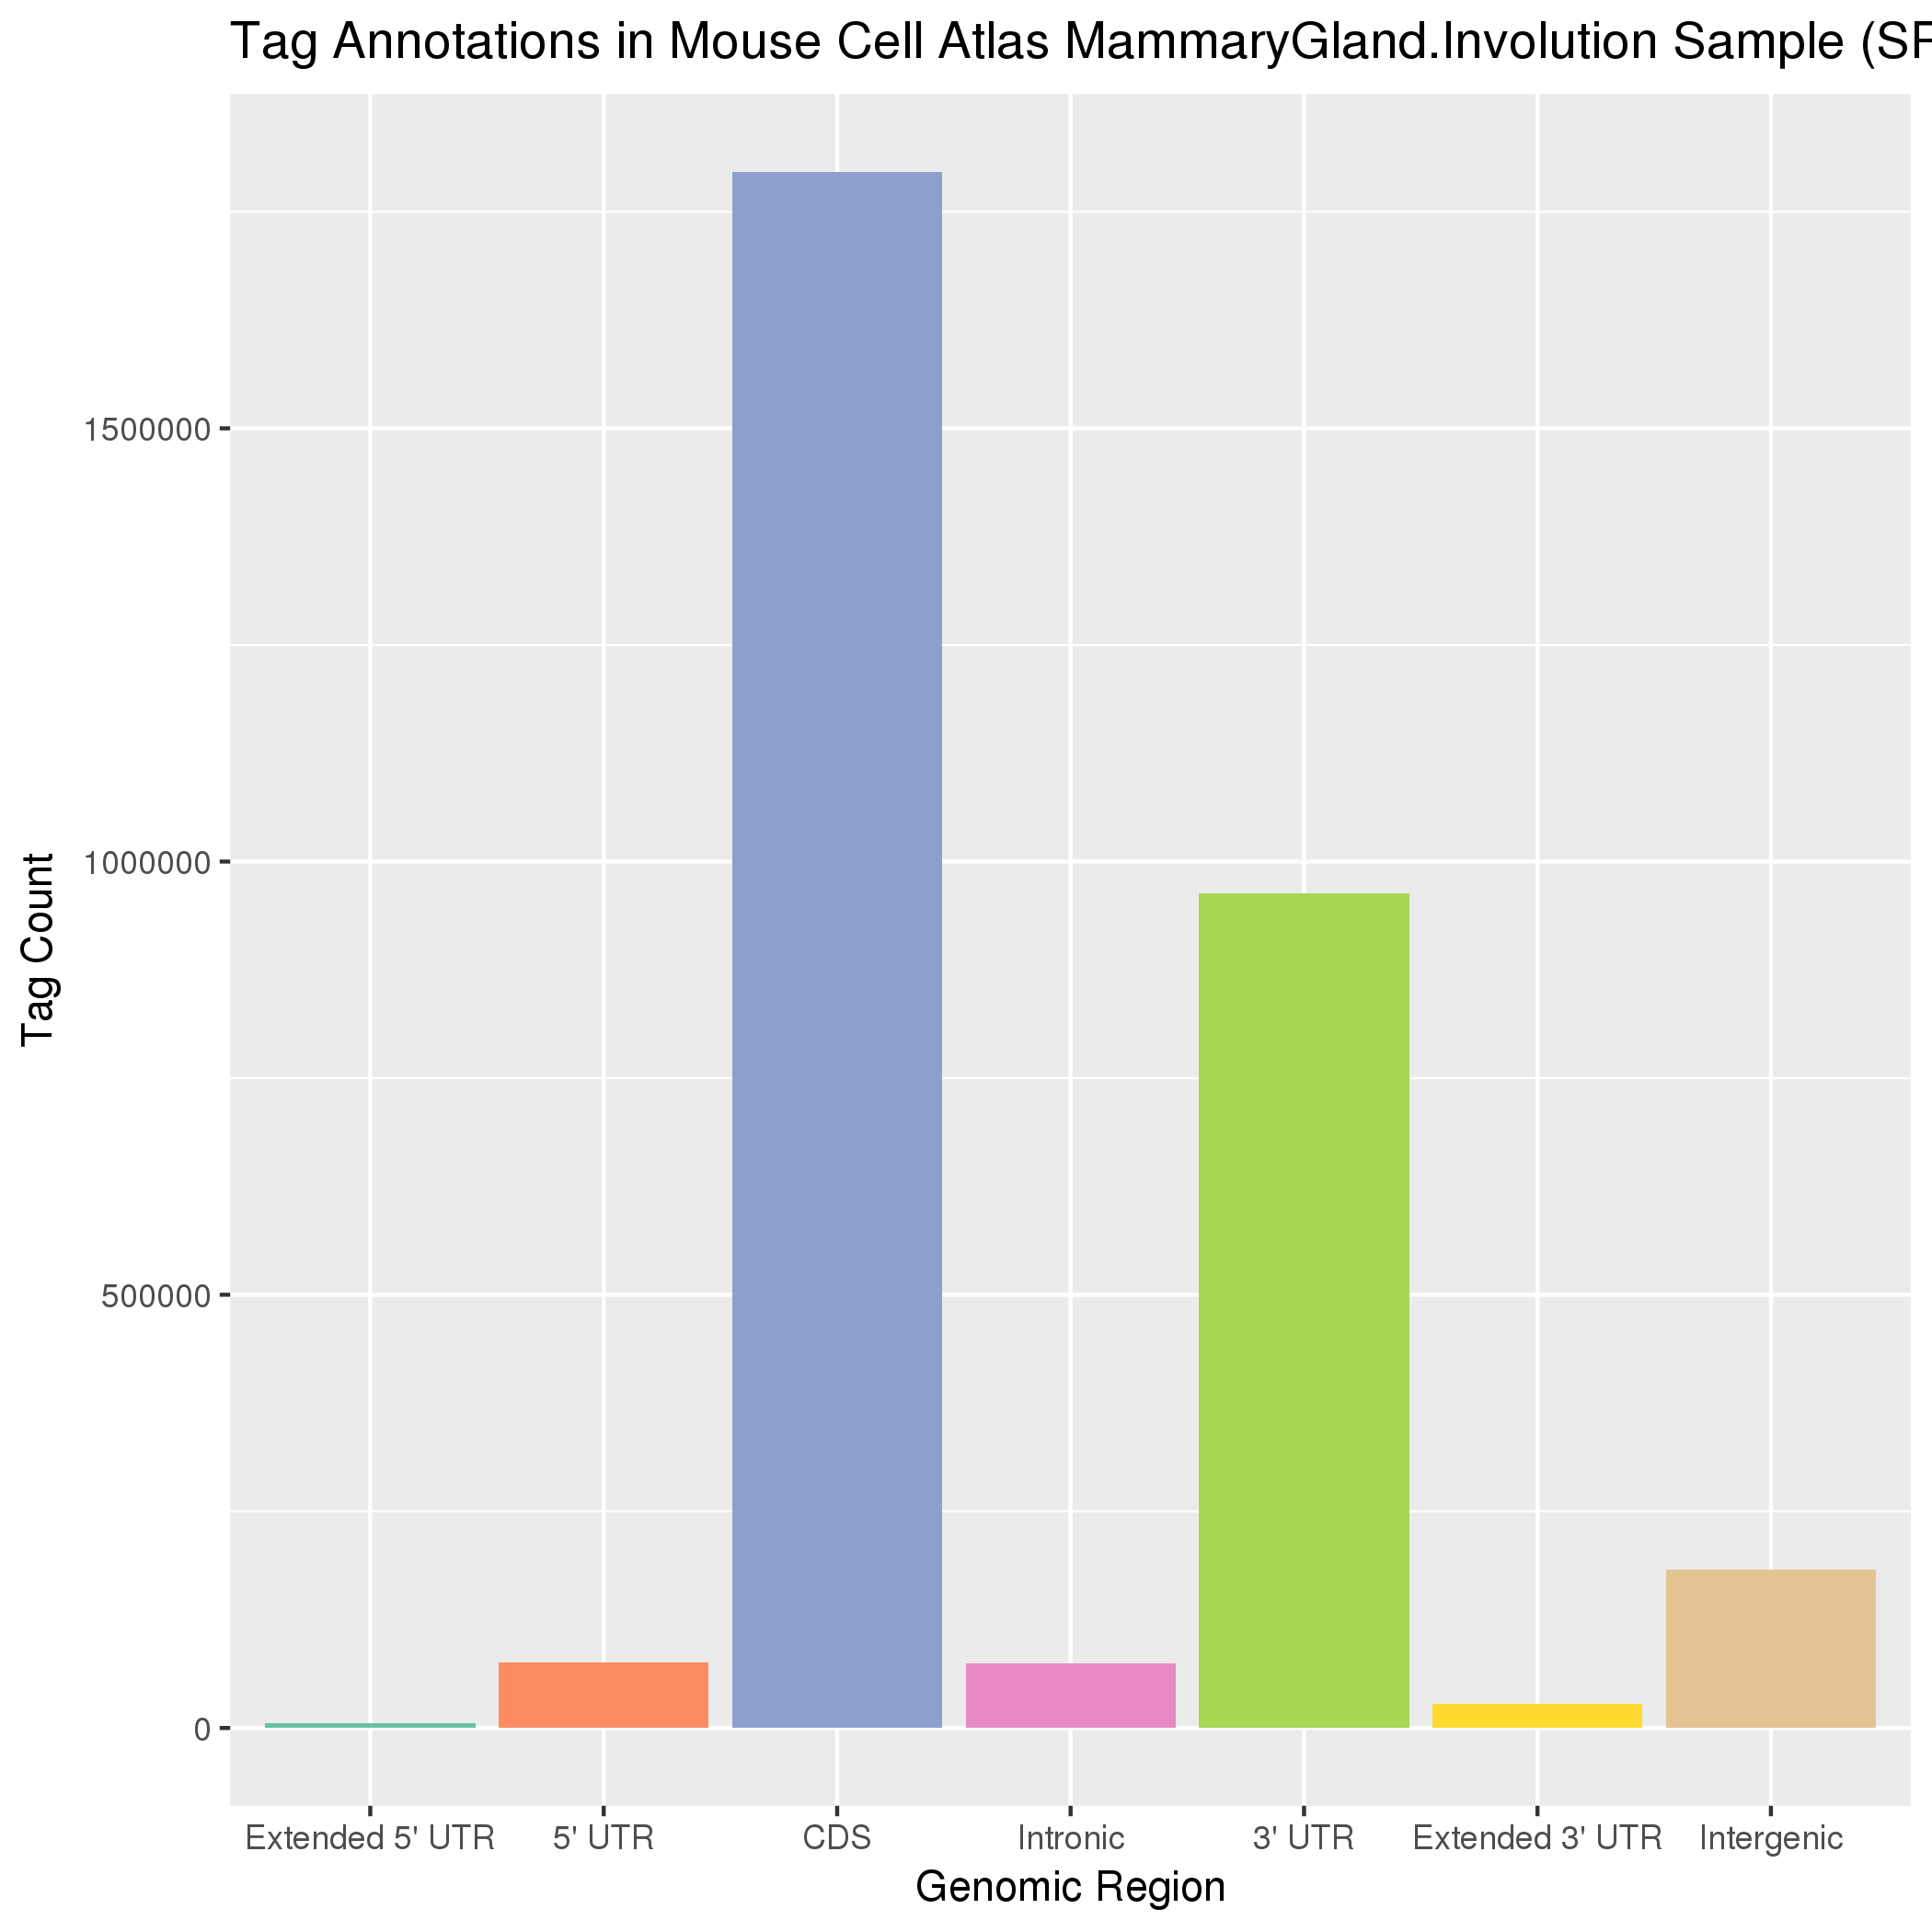 Tag Annotations in Mouse Cell Atlas MammaryGland.Involution Sample
Tag Count
1500000
1000000
500000
0
Extended 5' UTR 5' UTR CDS Intronic 3' UTR Extended 3' UTR Intergenic
Genomic Region